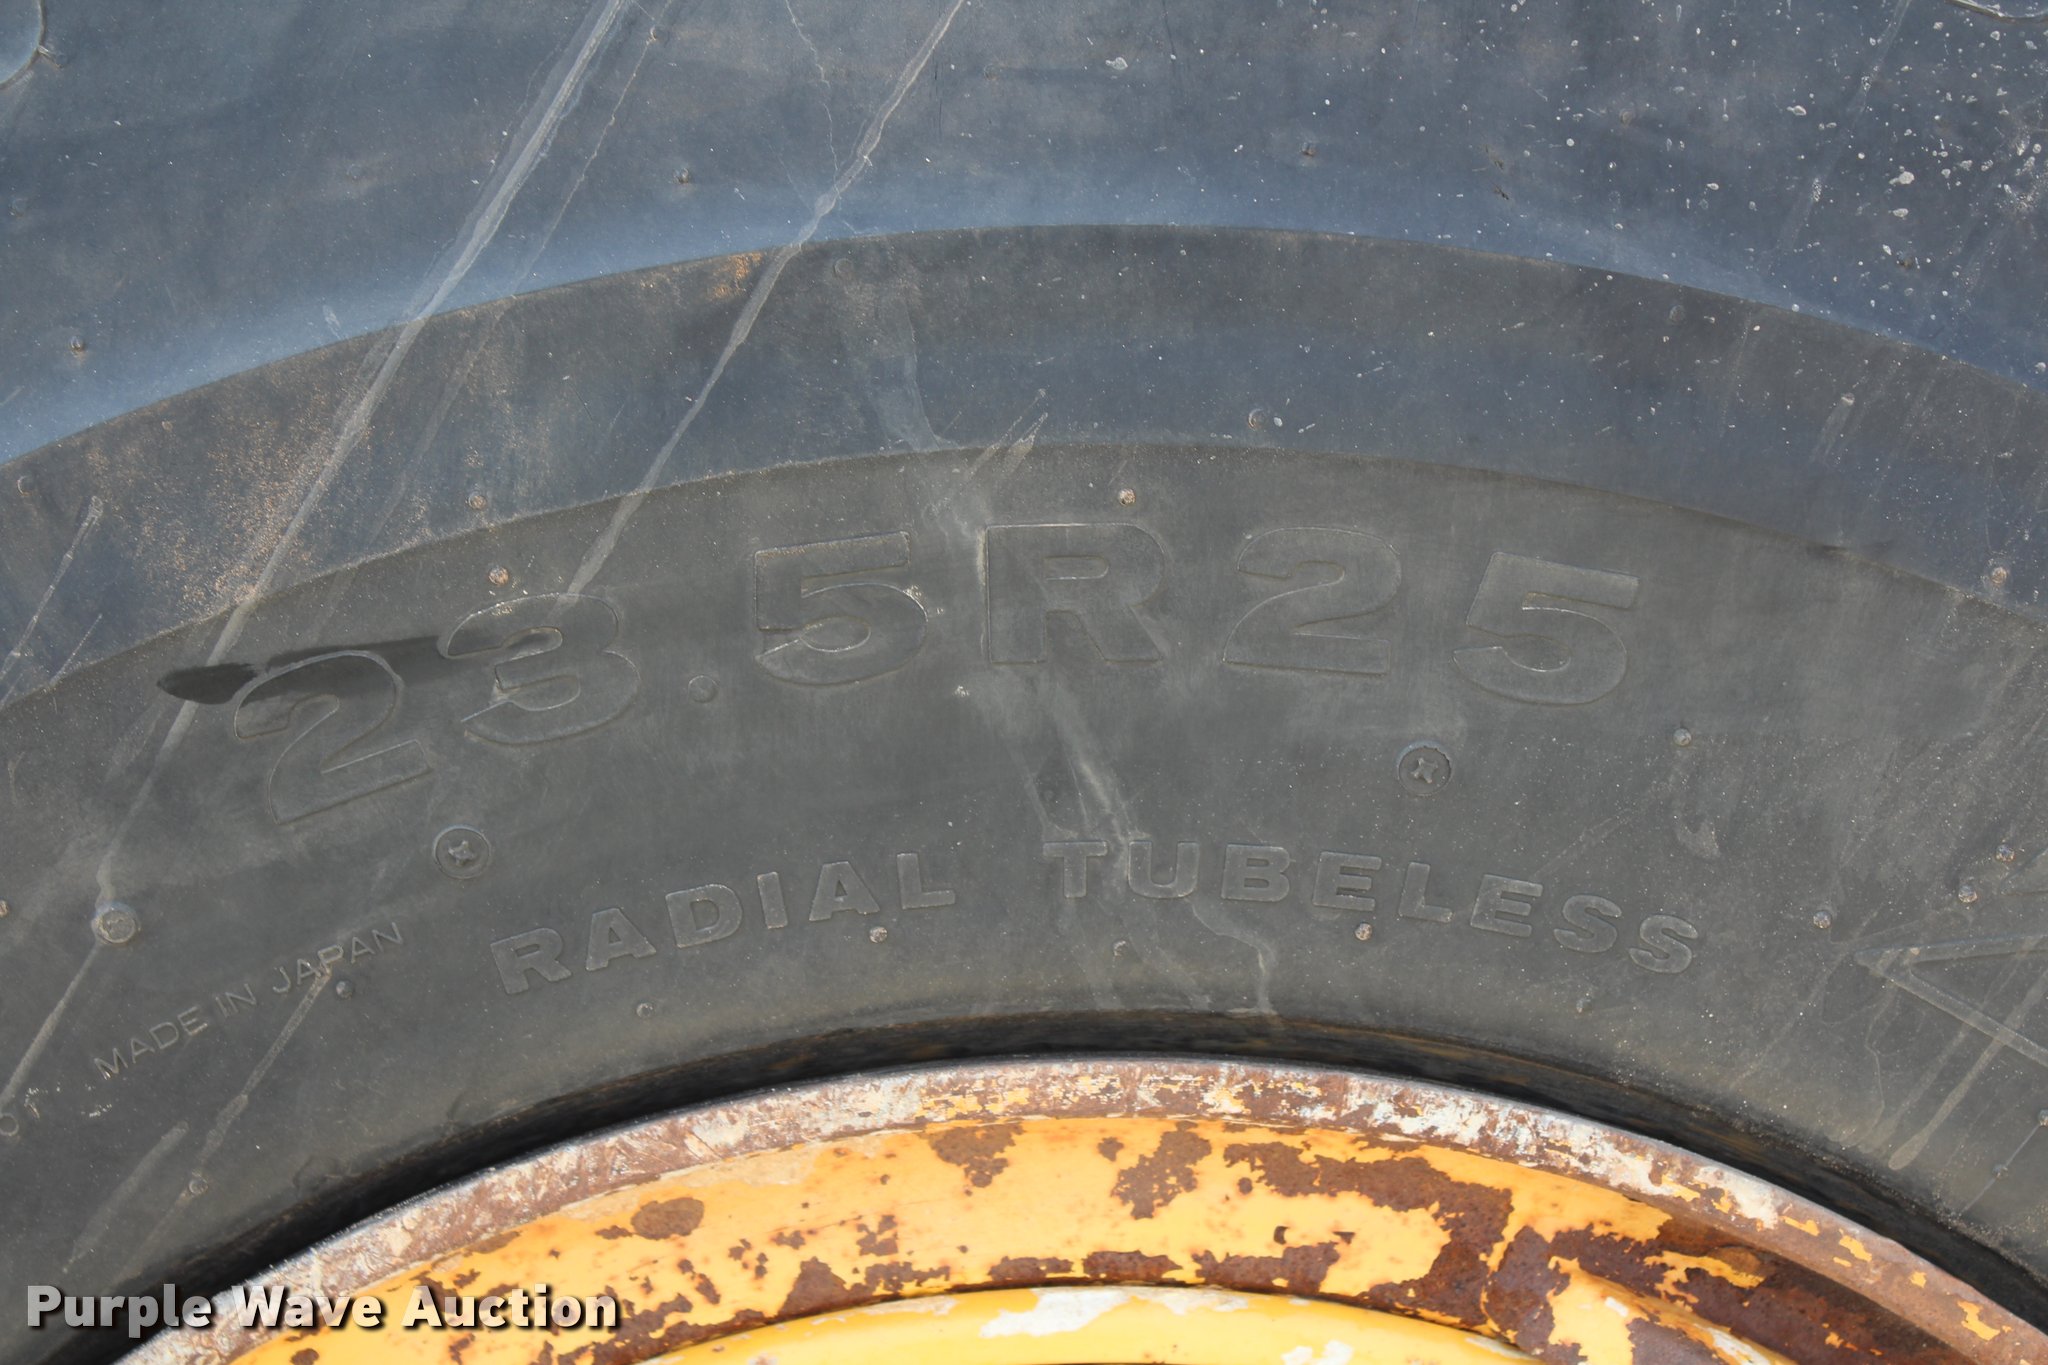 23.5R25
RADIAL TUBELESS
MADE IN JAPAN
Purple Wave Auction